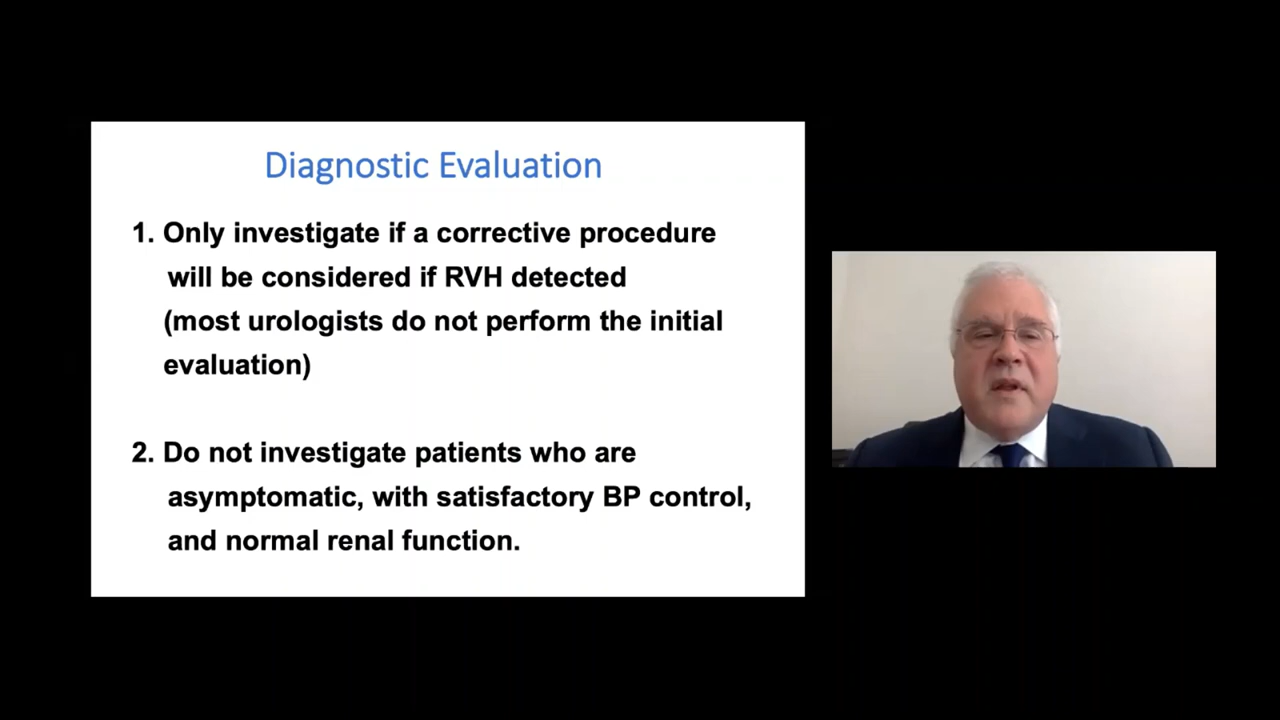 Diagnostic Evaluation
1. Only investigate if a corrective procedure
will be considered if RVH detected
(most urologists do not perform the initial
evaluation)
2. Do not investigate patients who are
asymptomatic, with satisfactory BP control,
and normal renal function.